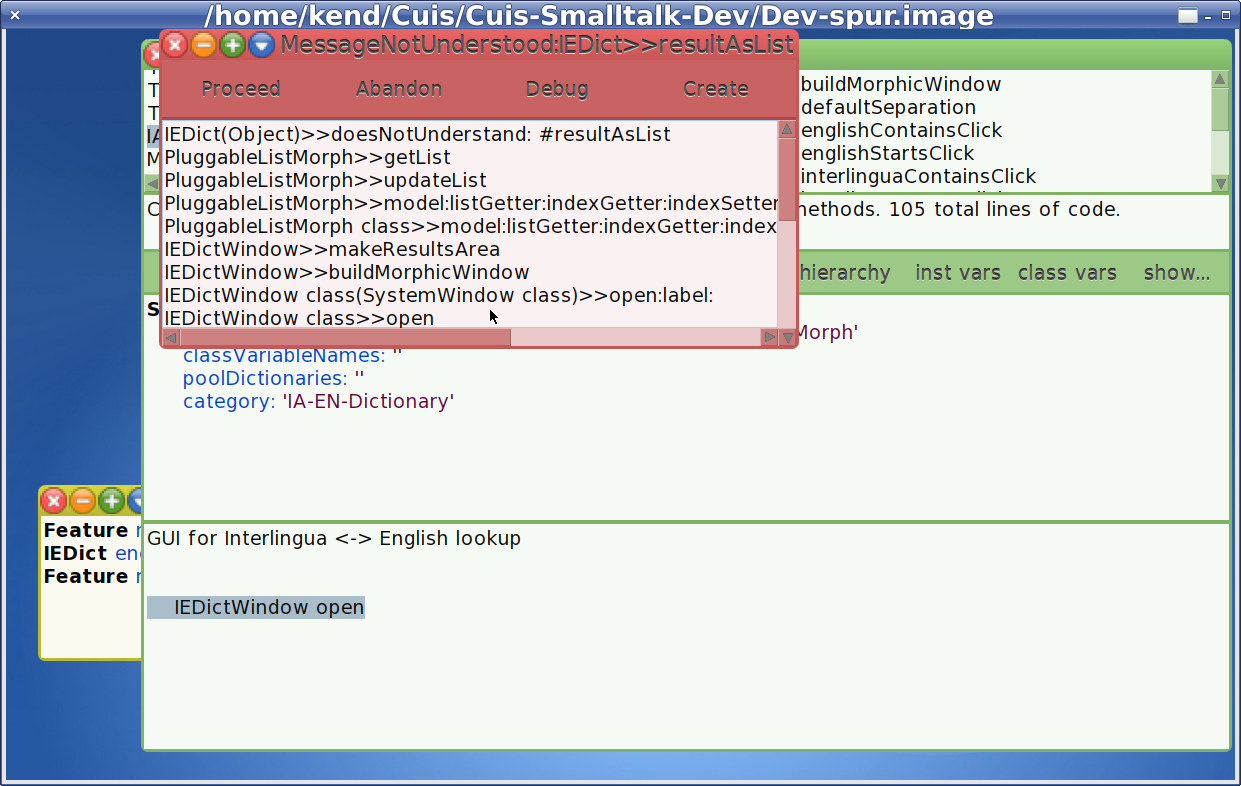 /home/kend/Cuis/Cuis-Smalltalk-Dev/Dev-spur.image
MessageNotUnderstood:IEDict>>resultAsList
Proceed Abandon Debug Create
IEDict(Object)>>doesNotUnderstand: #resultAsList
PluggableListMorph>>getList
PluggableListMorph>>updateList
PluggableListMorph>>model:listGetter:indexGetter:indexSetter
PluggableListMorph class>>model:listGetter:indexGetter:index
IEDictWindow>>makeResultsArea
IEDictWindow>>buildMorphicWindow
IEDictWindow class(SystemWindow class)>>open:label:
IEDictWindow class>>open
T
T
IA
M
buildMorphicWindow
defaultSeparation
englishContainsClick
englishStartsClick
interlinguaContainsClick
methods. 105 total lines of code.
hierarchy inst vars class vars show...
S
Morph'
classVariableNames: ''
poolDictionaries: ''
category: 'IA-EN-Dictionary'
Feature
IEDict en
Feature
GUI for Interlingua <-> English lookup
IEDictWindow open